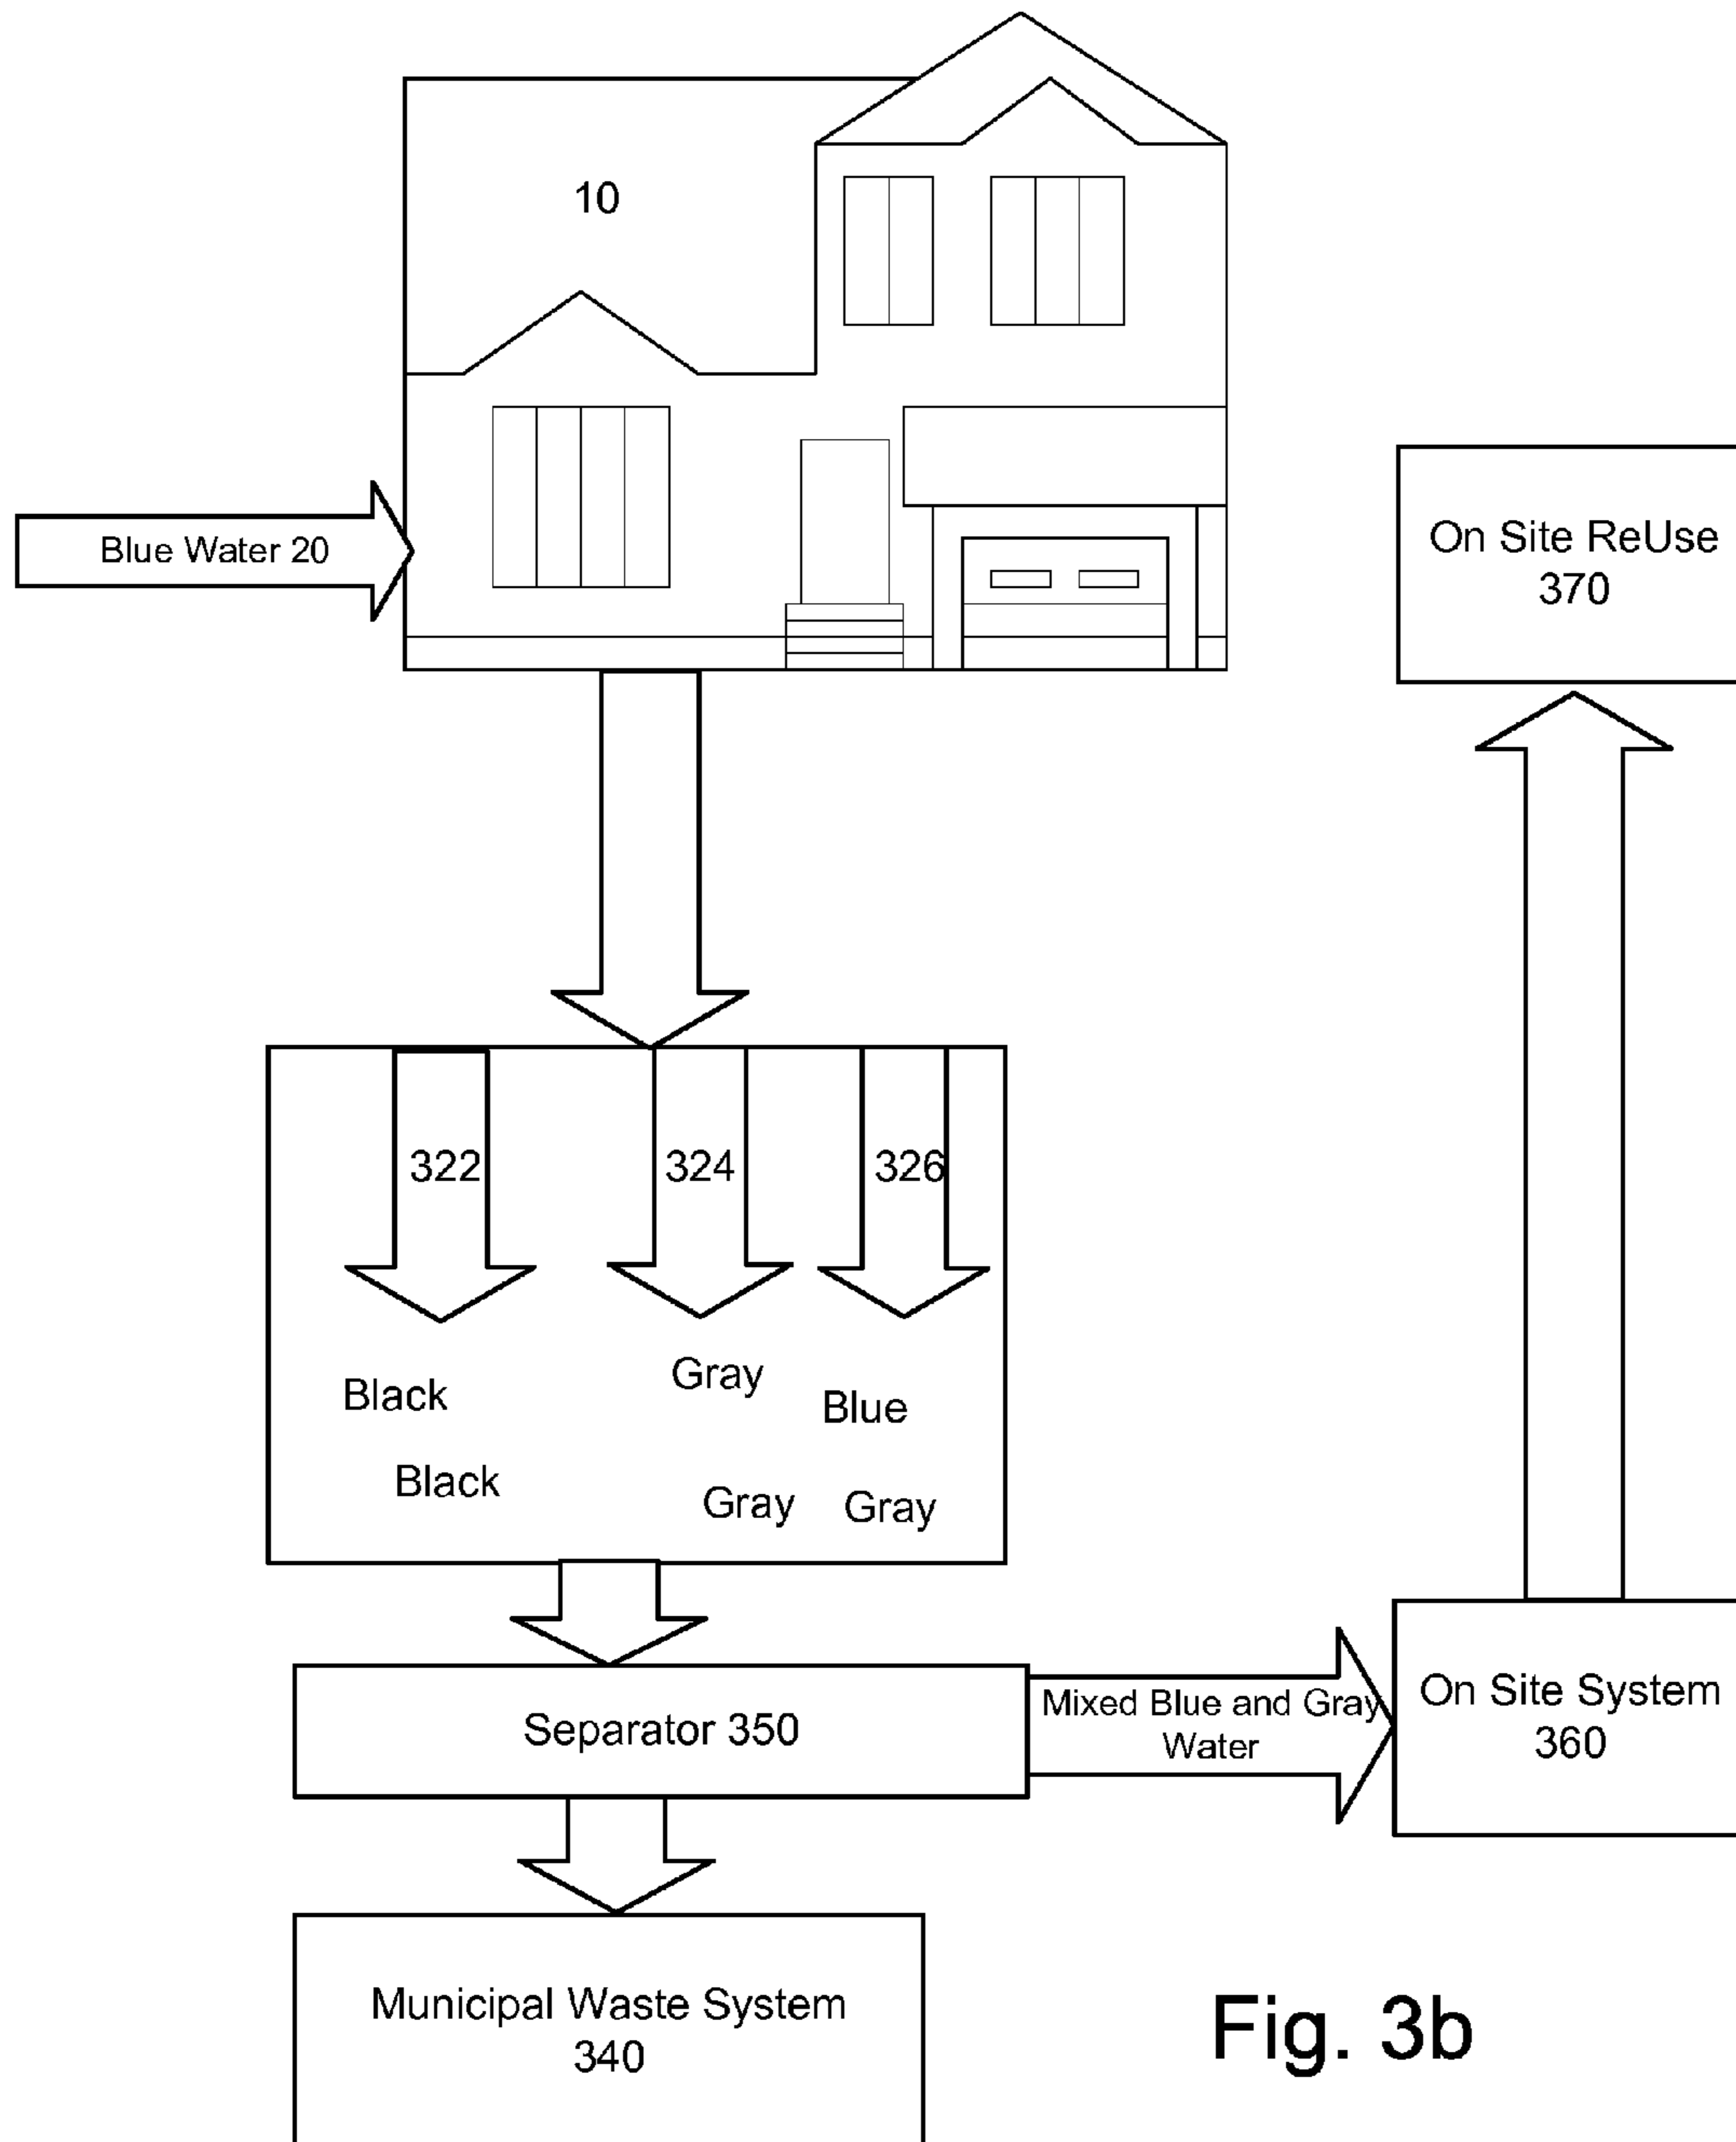 10
Blue Water 20
On Site ReUse
370
322
324
326
Black
Gray
Blue
Black
Gray
Gray
Separator 350
Mixed Blue and Gray
Water
On Site System
360
Municipal Waste System
340
Fig. 3b